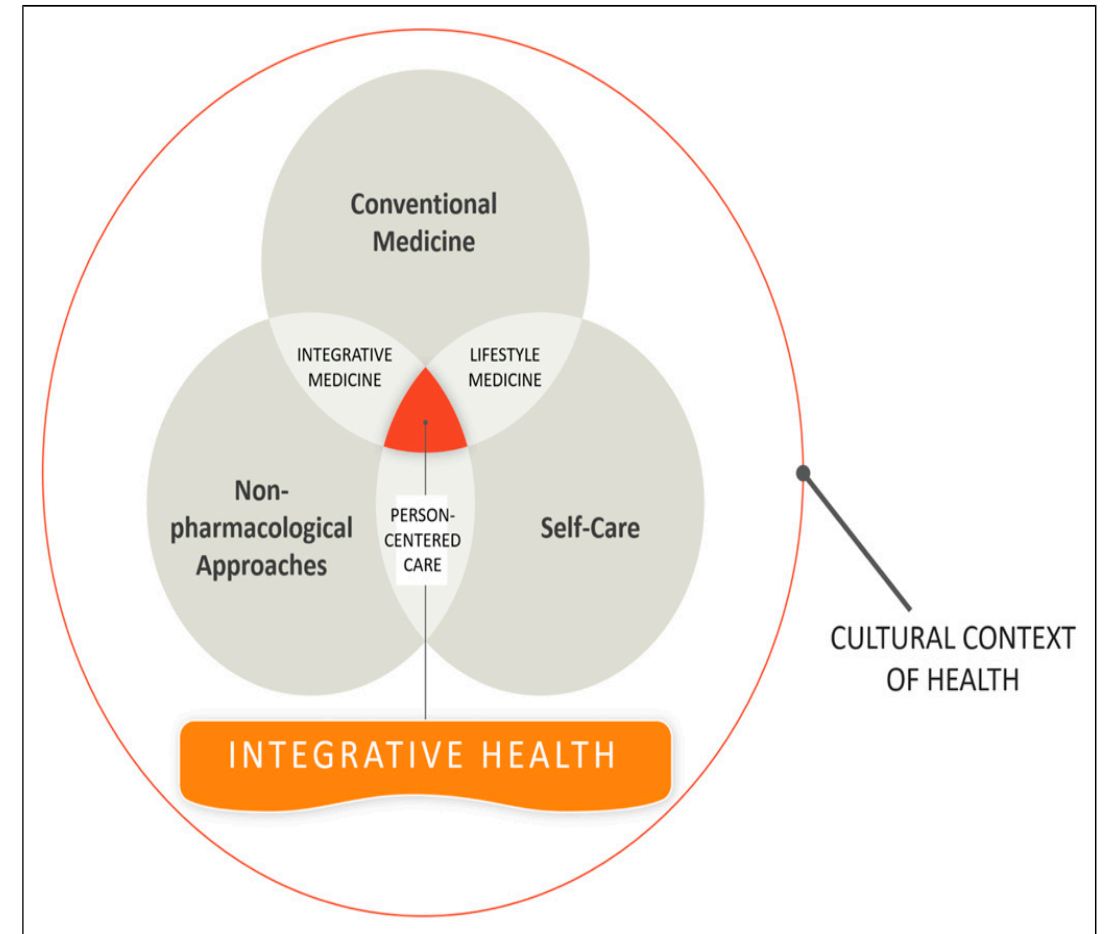 Conventional
Medicine
INTEGRATIVE
MEDICINE
LIFESTYLE
MEDICINE
Non-
pharmacological
Approaches
PERSON-
CENTERED
CARE
Self-Care
CULTURAL CONTEXT
OF HEALTH
INTEGRATIVE HEALTH